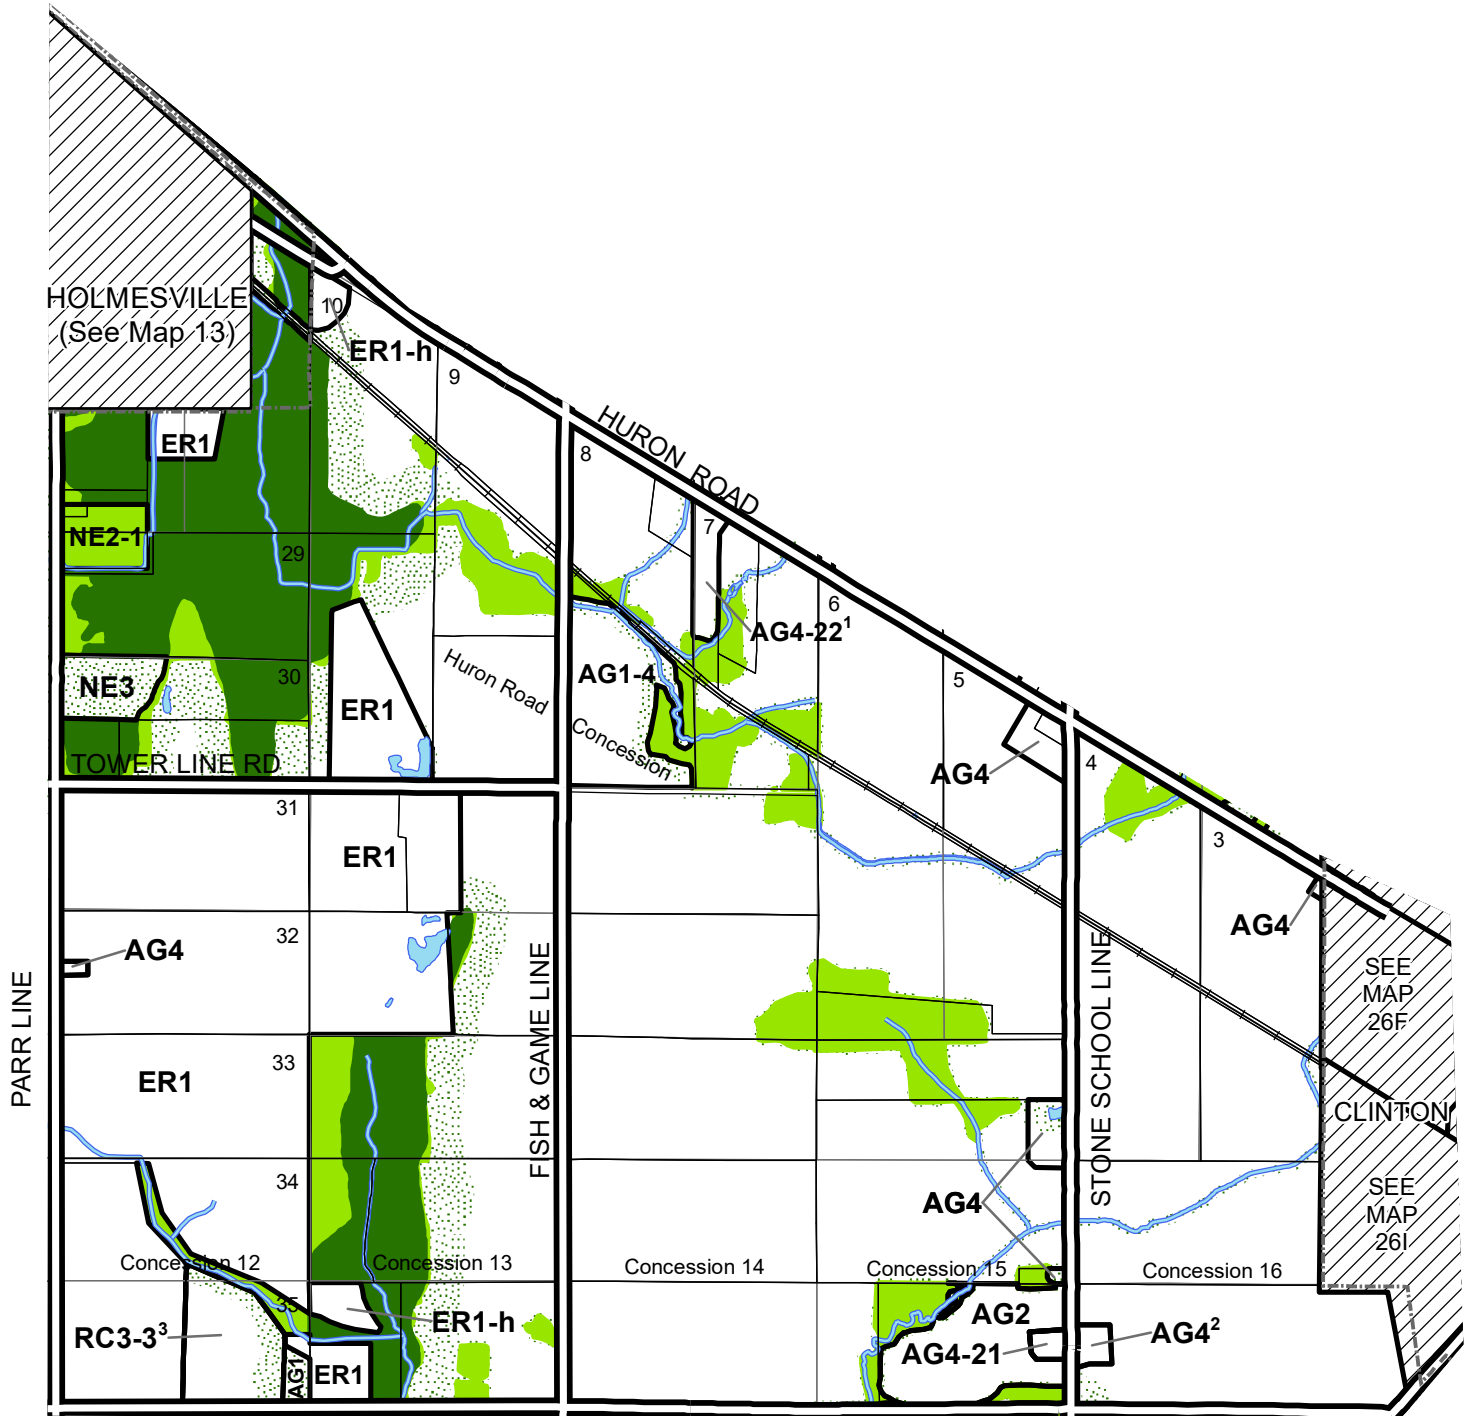 HOLMESVILLE
(See Map 13)
10
ER1-h
9
HURON ROAD
ER1
8
7
NE2-1
29
6
AG4-22¹
NE3
30
ER1
Huron Road
Concession
AG1-4
5
AG4
4
TOWER LINE RD
31
ER1
3
AG4
32
AG4
PARR LINE
FISH & GAME LINE
STONE SCHOOL LINE
SEE
MAP
26F
33
ER1
CLINTON
34
AG4
SEE
MAP
26I
Concession 12
Concession 13
Concession 14
Concession 15
Concession 16
35
RC3-3³
ER1-h
AG2
AG4-21
AG4²
AG1
ER1